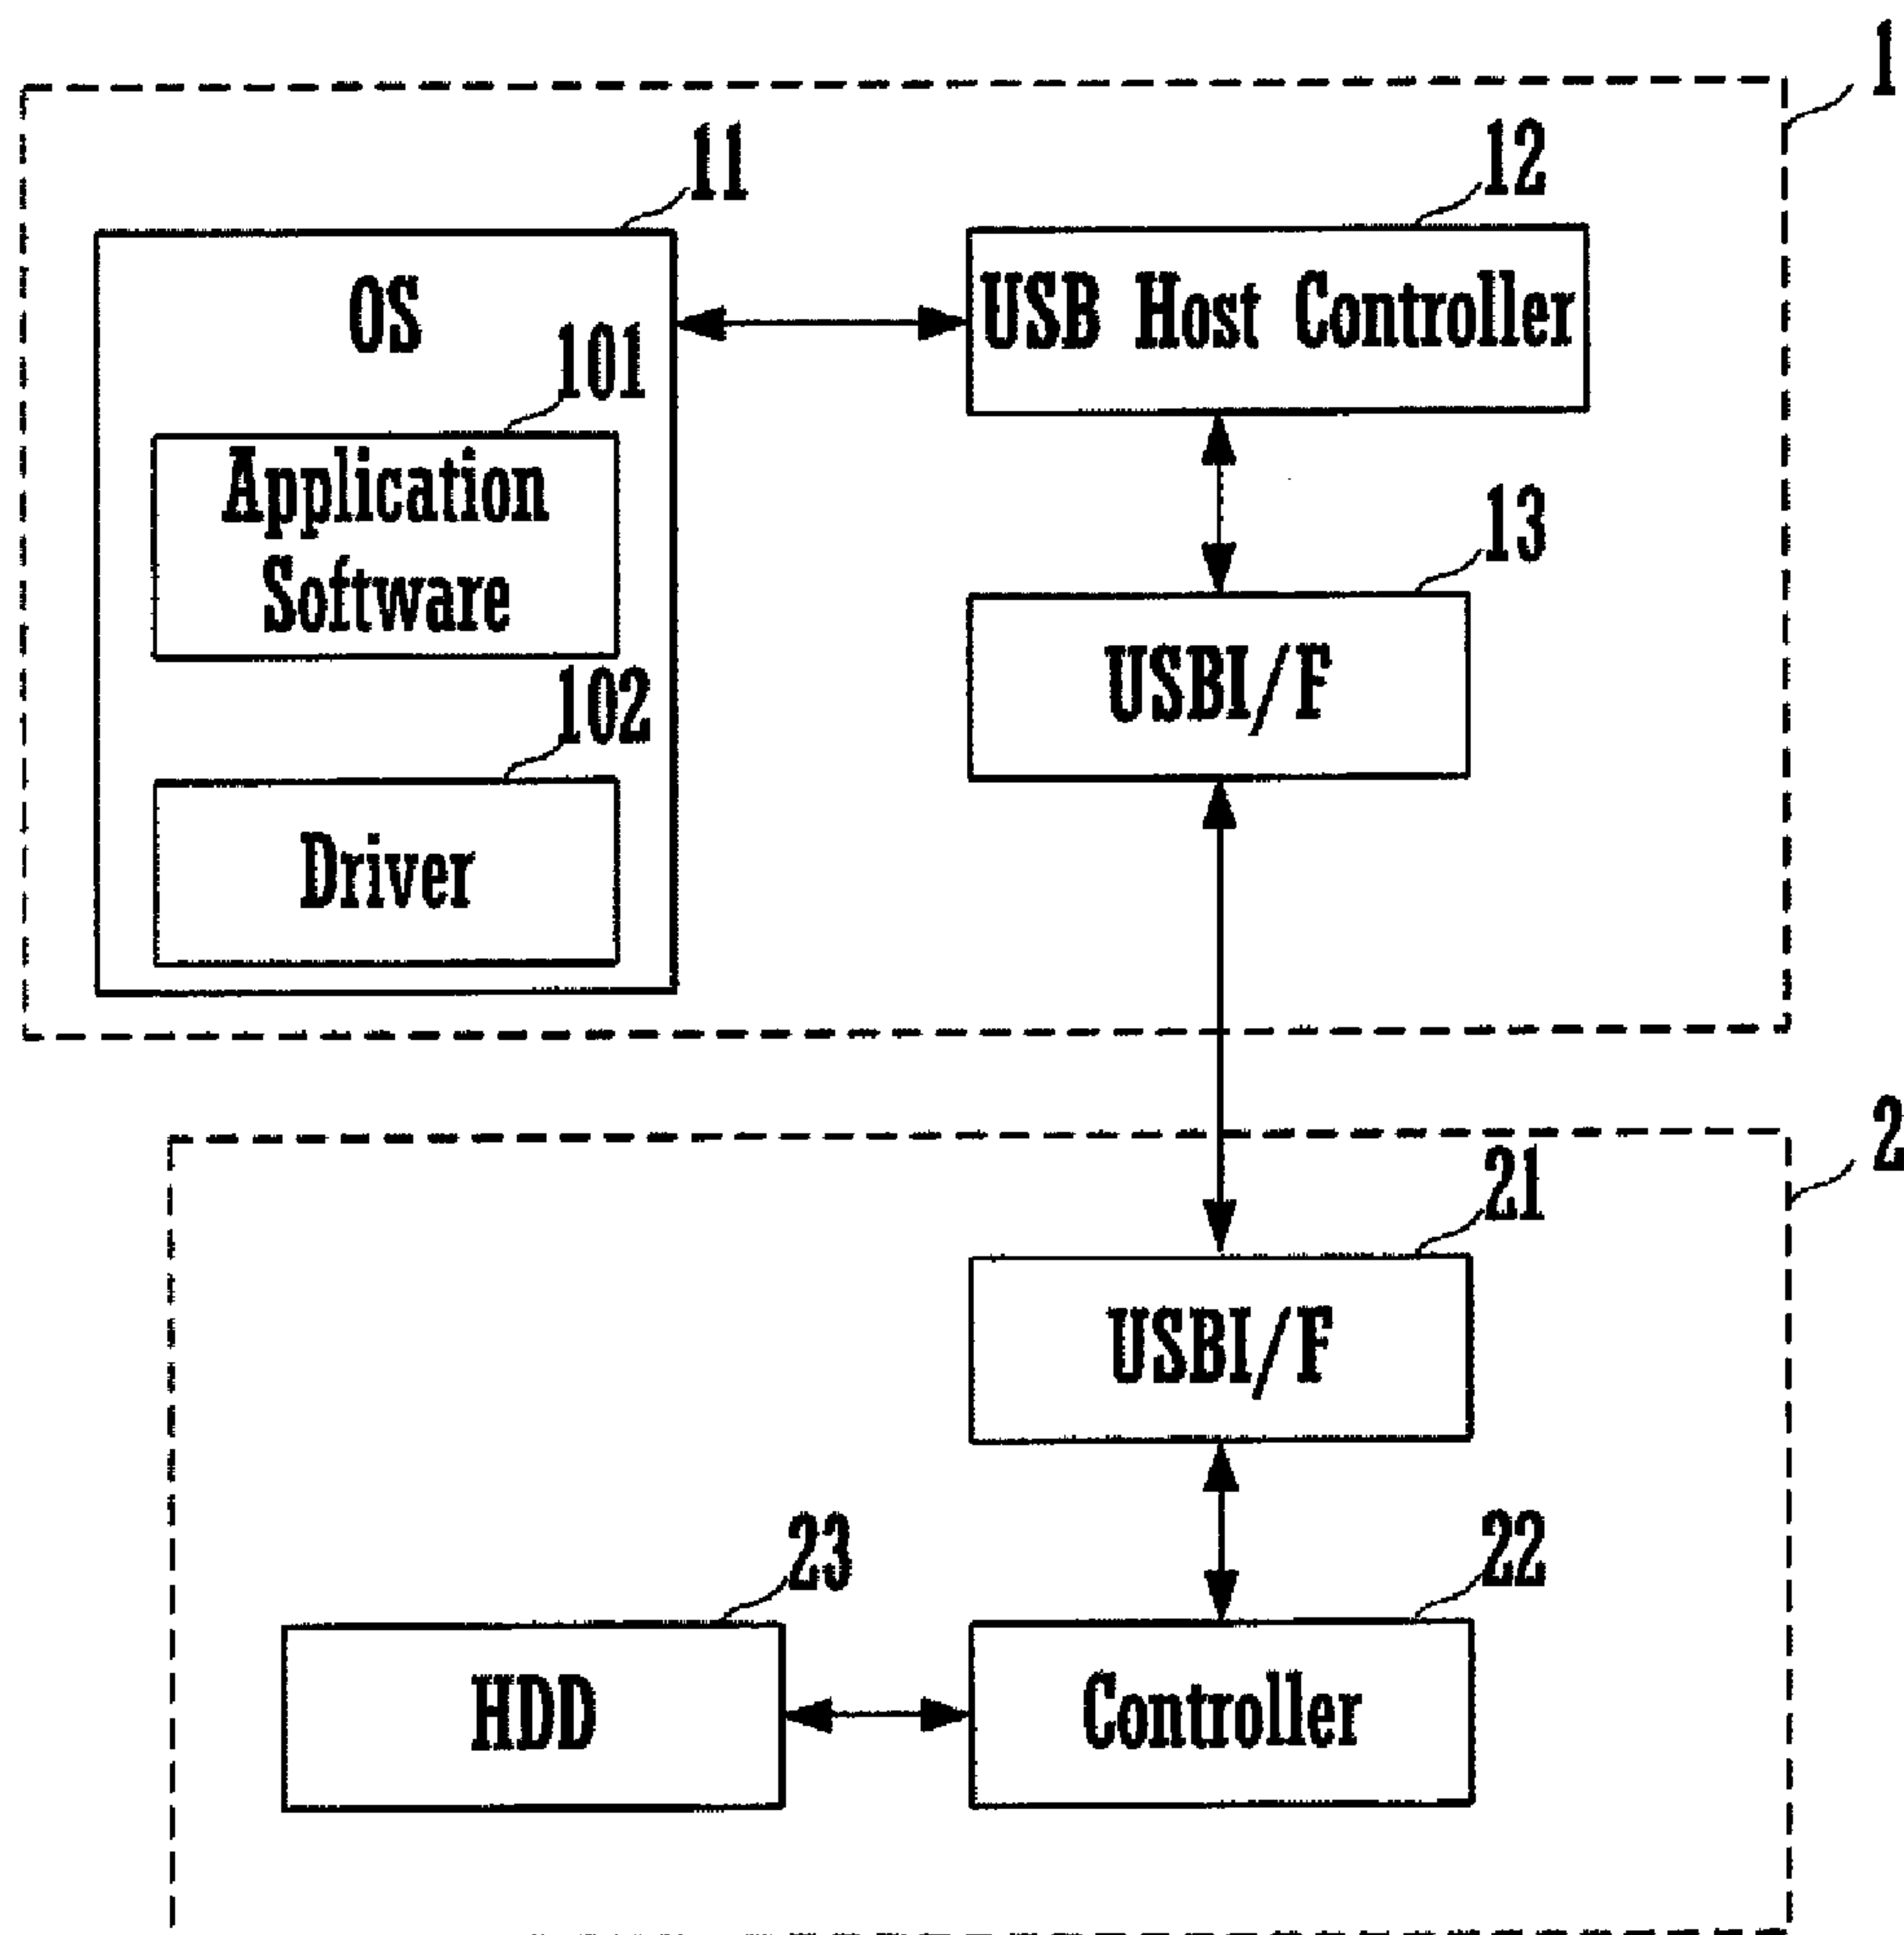 1
11
12
OS
USB Host Controller
101
Application
Software
13
USBI/F
102
Driver
2
21
USBI/F
23
22
HDD
Controller